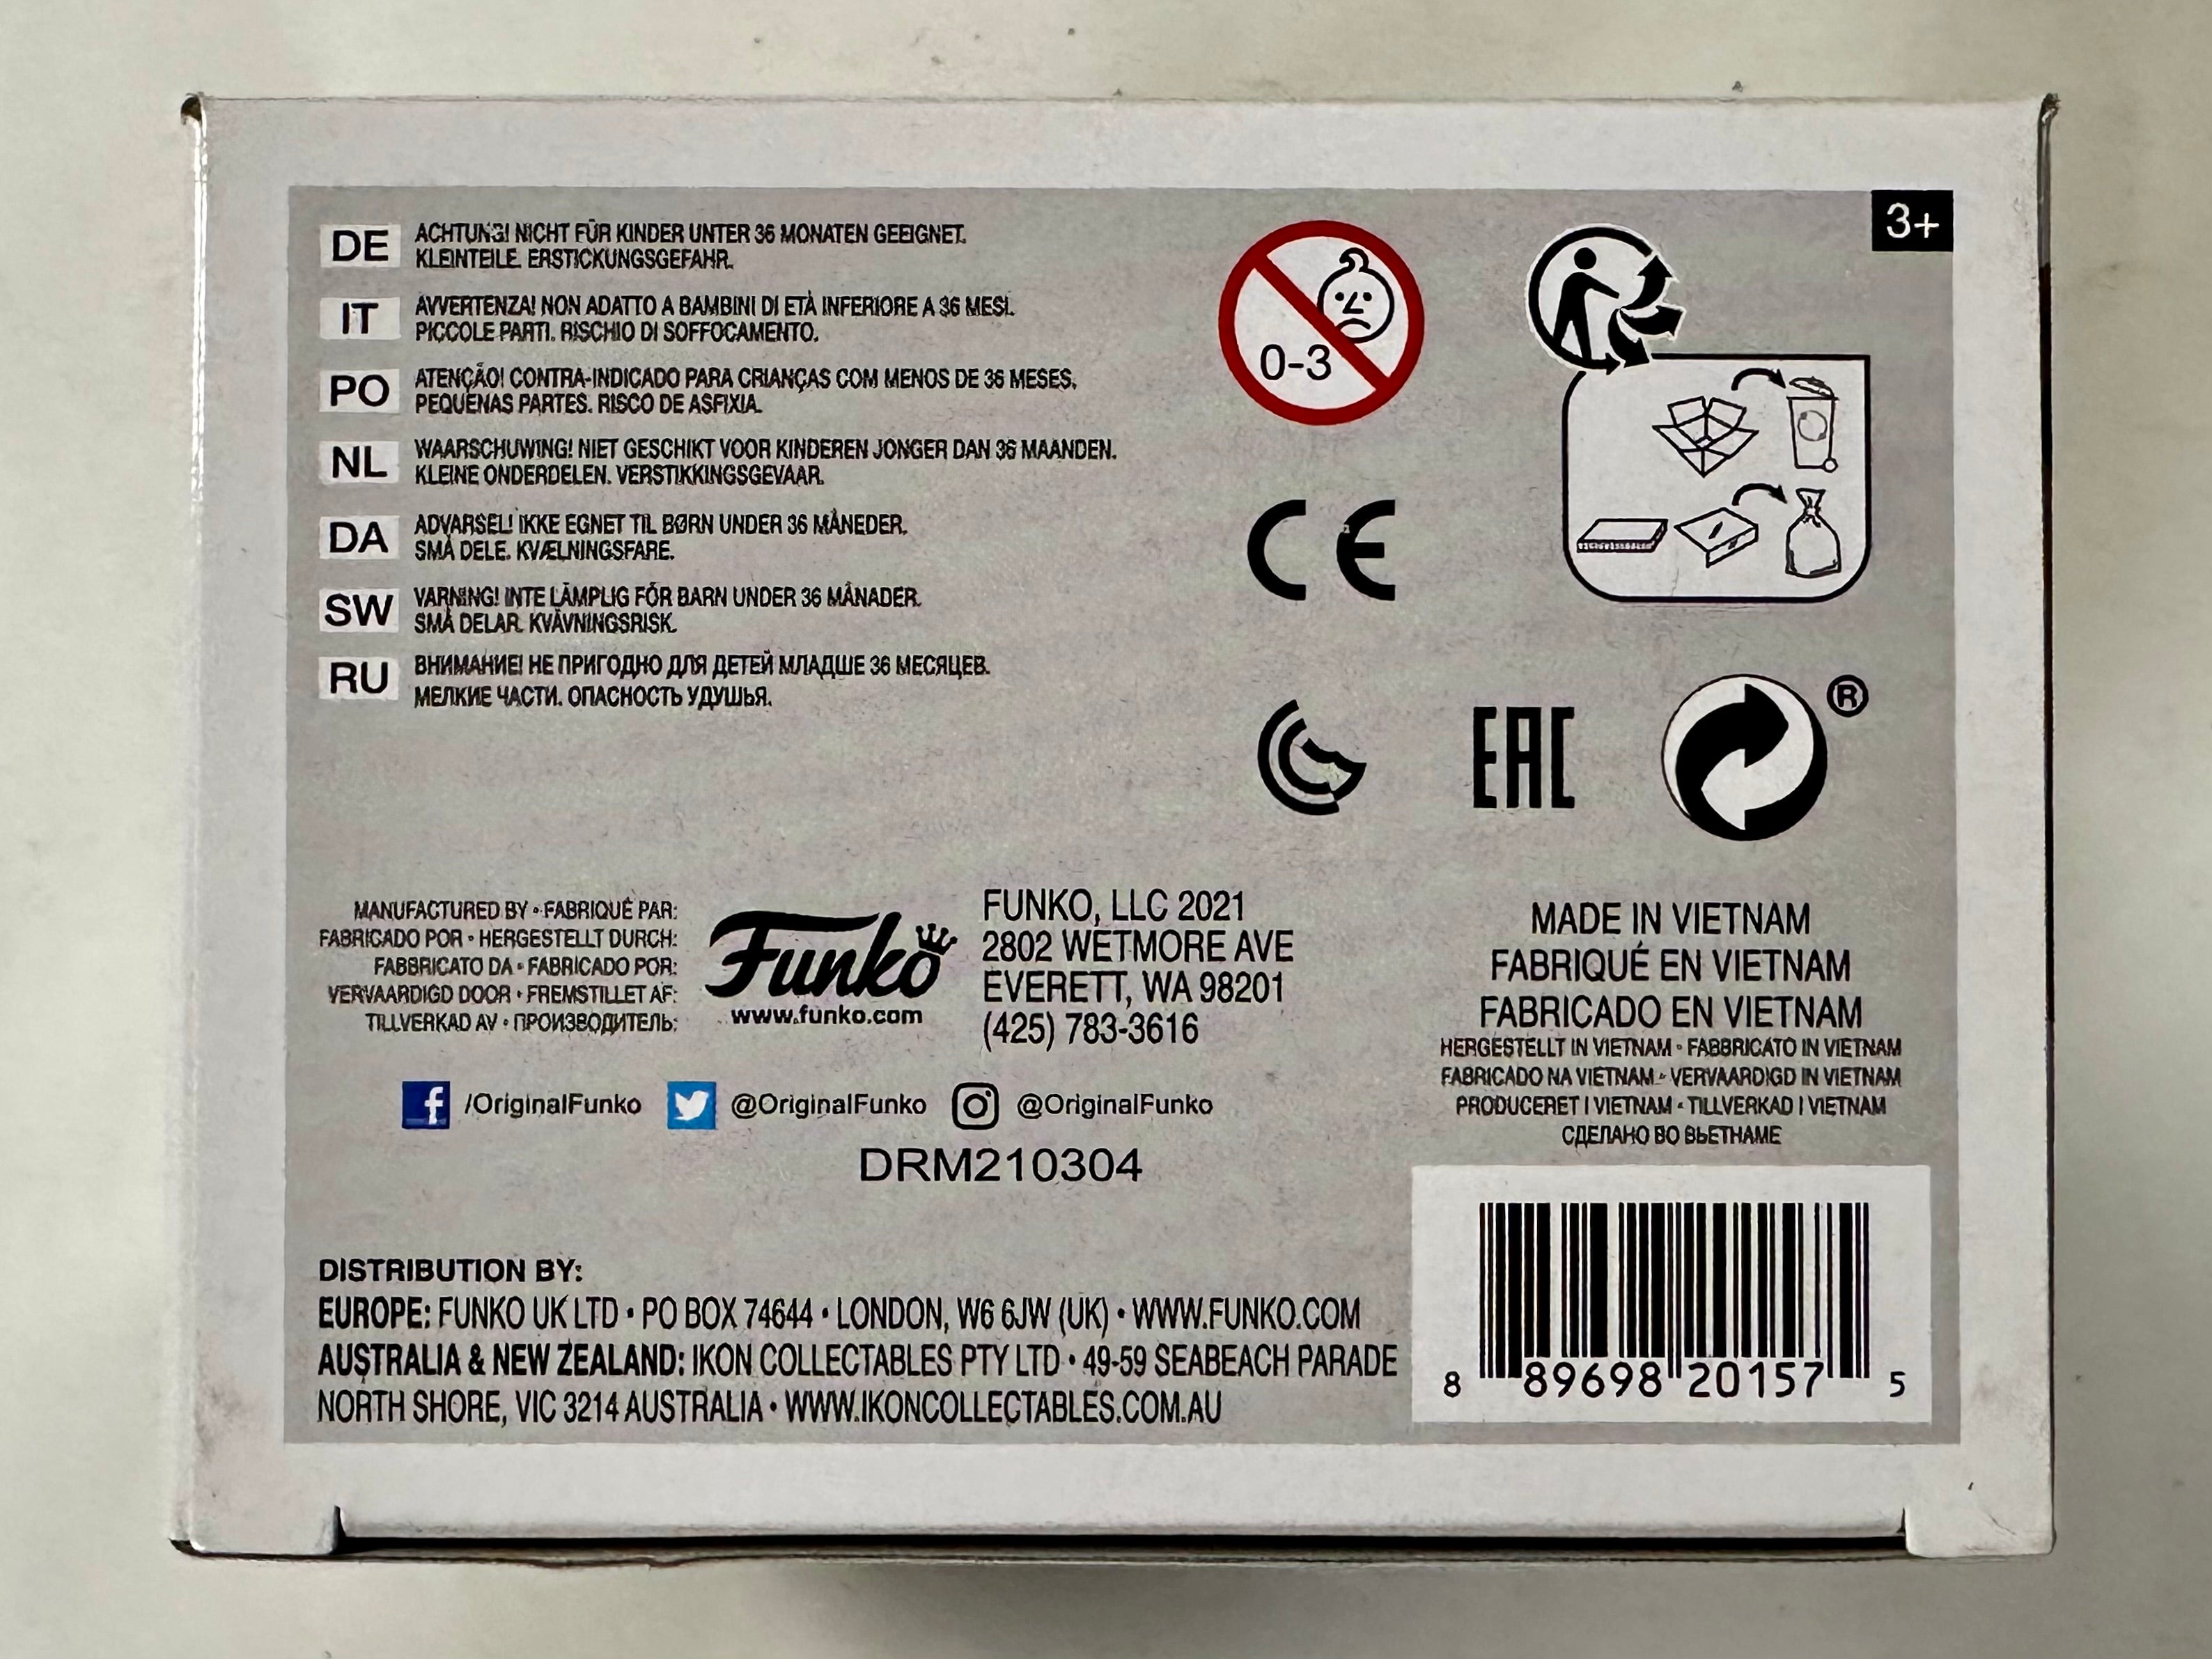 DE ACHTUNG! NICHT FÜR KINDER UNTER 36 MONATEN GEEIGNET.
KLEINTEILE. ERSTICKUNGSGEFAHR.
IT AVVERTENZA! NON ADATTO A BAMBINI DI ETÀ INFERIORE A 36 MESI.
PICCOLE PARTI. RISCHIO DI SOFFOCAMENTO.
PO ATENÇÃO! CONTRA-INDICADO PARA CRIANÇAS COM MENOS DE 36 MESES.
PEQUENAS PARTES. RISCO DE ASFIXIA.
NL WAARSCHUWING! NIET GESCHIKT VOOR KINDEREN JONGER DAN 36 MAANDEN.
KLEINE ONDERDELEN. VERSTIKKINGSGEVAAR.
DA ADVARSEL! IKKE EGNET TIL BØRN UNDER 36 MÅNEDER.
SMÅ DELE. KVÆLNINGSFARE.
SW VARNING! INTE LÄMPLIG FÖR BARN UNDER 36 MÅNADER.
SMÅ DELAR. KVÄVNINGSRISK.
RU ВНИМАНИЕ! НЕ ПРИГОДНО ДЛЯ ДЕТЕЙ МЛАДШЕ 36 МЕСЯЦЕВ.
МЕЛКИЕ ЧАСТИ. ОПАСНОСТЬ УДУШЬЯ.
0-3
3+
CE
EAC
®
MANUFACTURED BY • FABRIQUÉ PAR:
FABRICADO POR • HERGESTELLT DURCH:
FABBRICATO DA • FABRICADO POR:
VERVAARDIGD DOOR • FREMSTILLET AF:
TILLVERKAD AV • ПРОИЗВОДИТЕЛЬ:
Funko
www.funko.com
FUNKO, LLC 2021
2802 WETMORE AVE
EVERETT, WA 98201
(425) 783-3616
MADE IN VIETNAM
FABRIQUÉ EN VIETNAM
FABRICADO EN VIETNAM
HERGESTELLT IN VIETNAM • FABBRICATO IN VIETNAM
FABRICADO NA VIETNAM • VERVAARDIGD IN VIETNAM
PRODUCERET I VIETNAM • TILLVERKAD I VIETNAM
СДЕЛАНО ВО ВЬЕТНАМЕ
f /OriginalFunko @OriginalFunko @OriginalFunko
DRM210304
DISTRIBUTION BY:
EUROPE: FUNKO UK LTD • PO BOX 74644 • LONDON, W6 6JW (UK) • WWW.FUNKO.COM
AUSTRALIA & NEW ZEALAND: IKON COLLECTABLES PTY LTD • 49-59 SEABEACH PARADE
NORTH SHORE, VIC 3214 AUSTRALIA • WWW.IKONCOLLECTABLES.COM.AU
8 89698 20157 5